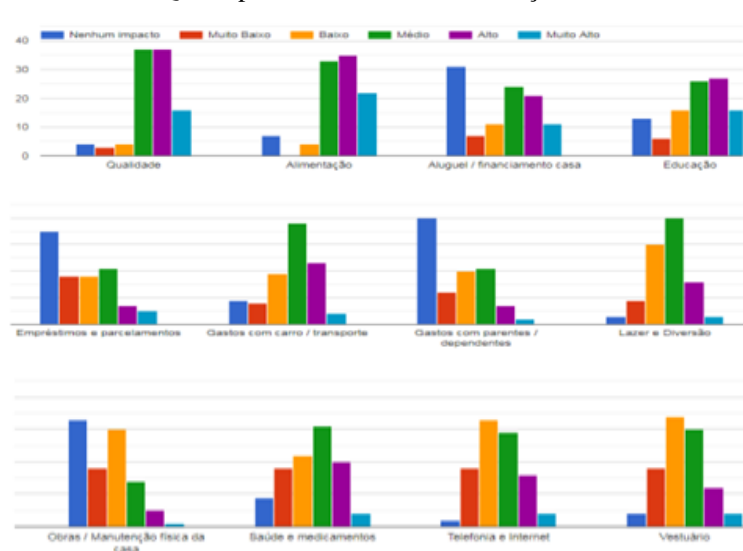 40
Nenhum impacto Muito Baixo Baixo Médio Alto Muito Alto
30
20
10
0
Qualidade Alimentação Aluguel / financiamento casa Educação
Empréstimos e parcelamentos Gastos com carro / transporte Gastos com parentes / Lazer e Diversão
dependentes
Obras / Manutenção física da Saúde e medicamentos Telefonia e Internet Vestuário
casa